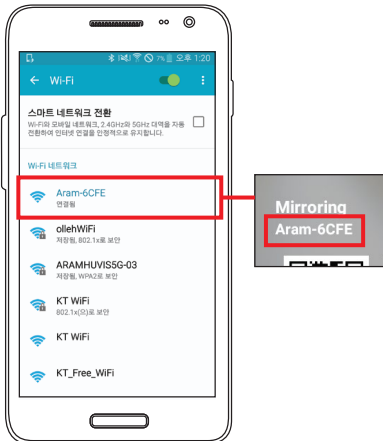 7% 오후 1:20
Wi-Fi
스마트 네트워크 전환
Wi-Fi와 모바일 네트워크, 2.4GHz와 5GHz 대역을 자동
전환하여 인터넷 연결을 안정적으로 유지합니다.
Wi-Fi 네트워크
Aram-6CFE
연결됨
ollehWiFi
저장됨, 802.1x로 보안
ARAMHUVIS5G-03
저장됨, WPA2로 보안
KT WiFi
802.1x(으)로 보안
KT WiFi
KT_Free_WiFi
Mirroring
Aram-6CFE